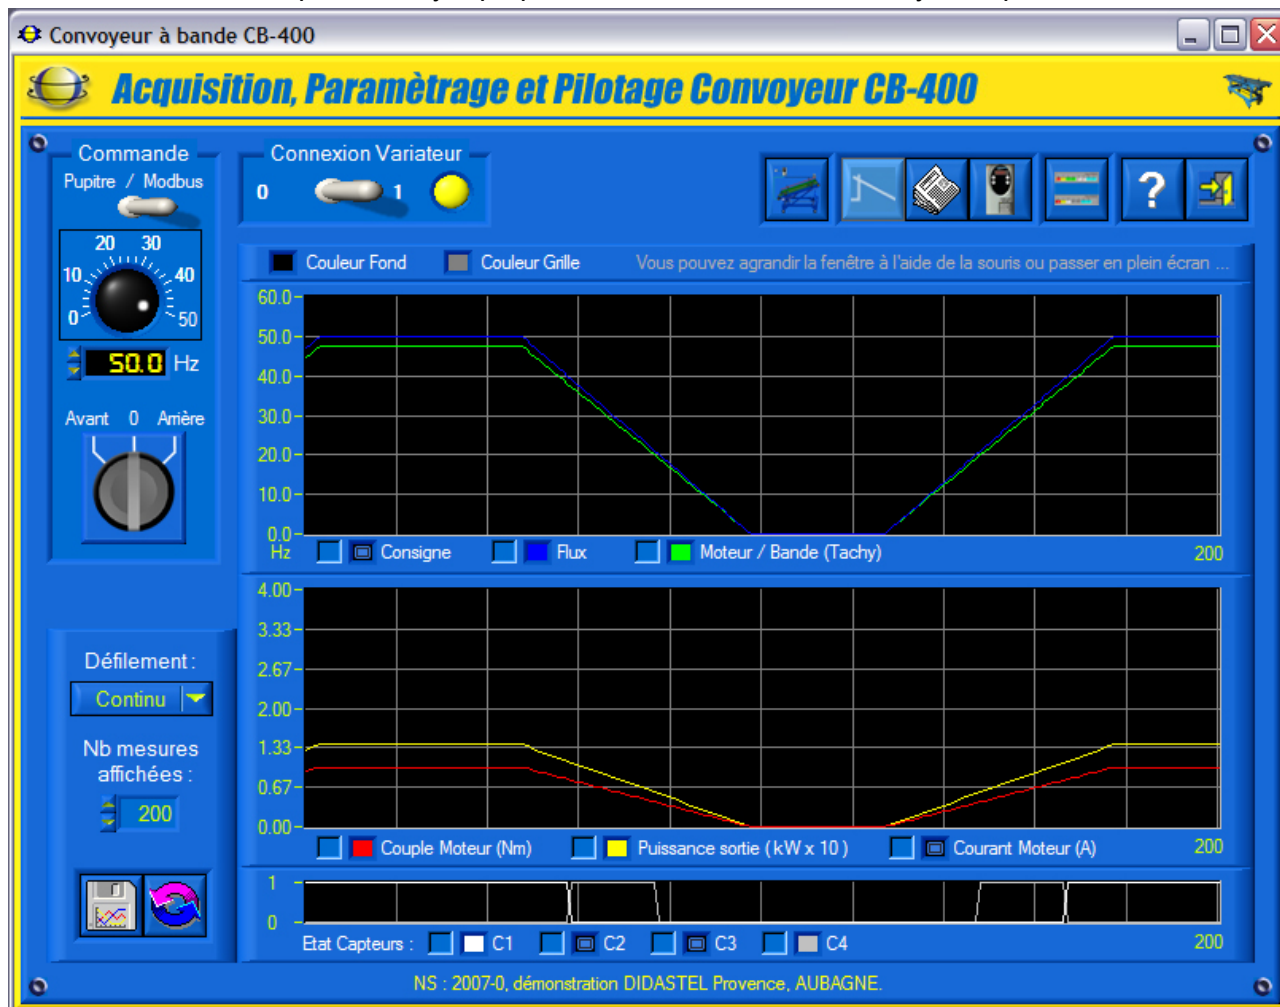 Convoyeur à bande CB-400
Acquisition, Paramètrage et Pilotage Convoyeur CB-400
Commande
Pupitre / Modbus
Connexion Variateur
0 1
?
20 30
10 40
0 50
50.0 Hz
Avant 0 Arrière
Couleur Fond Couleur Grille Vous pouvez agrandir la fenêtre à l'aide de la souris ou passer en plein écran ...
60.0
50.0
40.0
30.0
20.0
10.0
0.0
Hz Consigne Flux Moteur / Bande (Tachy) 200
4.00
3.33
2.67
2.00
1.33
0.67
0.00
Couple Moteur (Nm) Puissance sortie ( kW x 10 ) Courant Moteur (A) 200
Défilement :
Continu
Nb mesures
affichées :
200
1
0
Etat Capteurs : C1 C2 C3 C4 200
NS : 2007-0, démonstration DIDASTEL Provence, AUBAGNE.